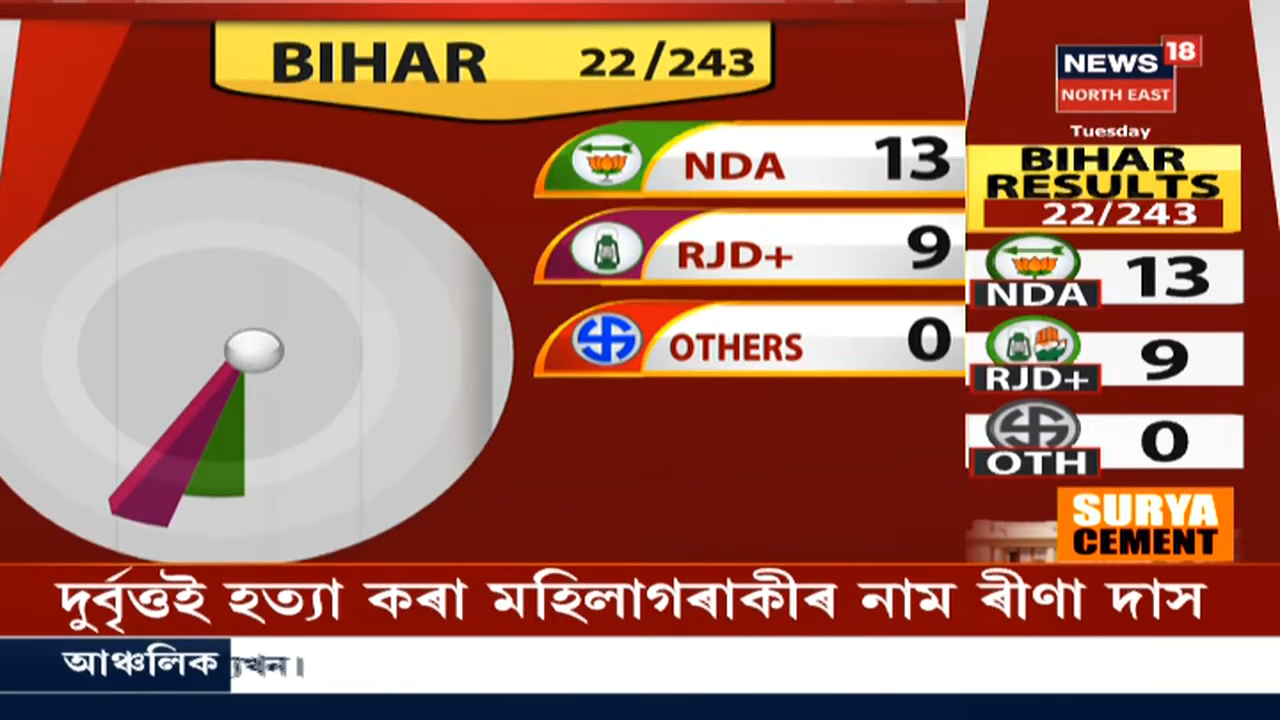 BIHAR 22/243
NDA 13
RJD+ 9
OTHERS 0
NEWS 18
NORTH EAST
Tuesday
BIHAR
RESULTS
22/243
NDA 13
RJD+ 9
OTH 0
SURYA
CEMENT
দুৰ্বৃত্তই হত্যা কৰা মহিলাগৰাকীৰ নাম ৰীণা দাস
আঞ্চলিক